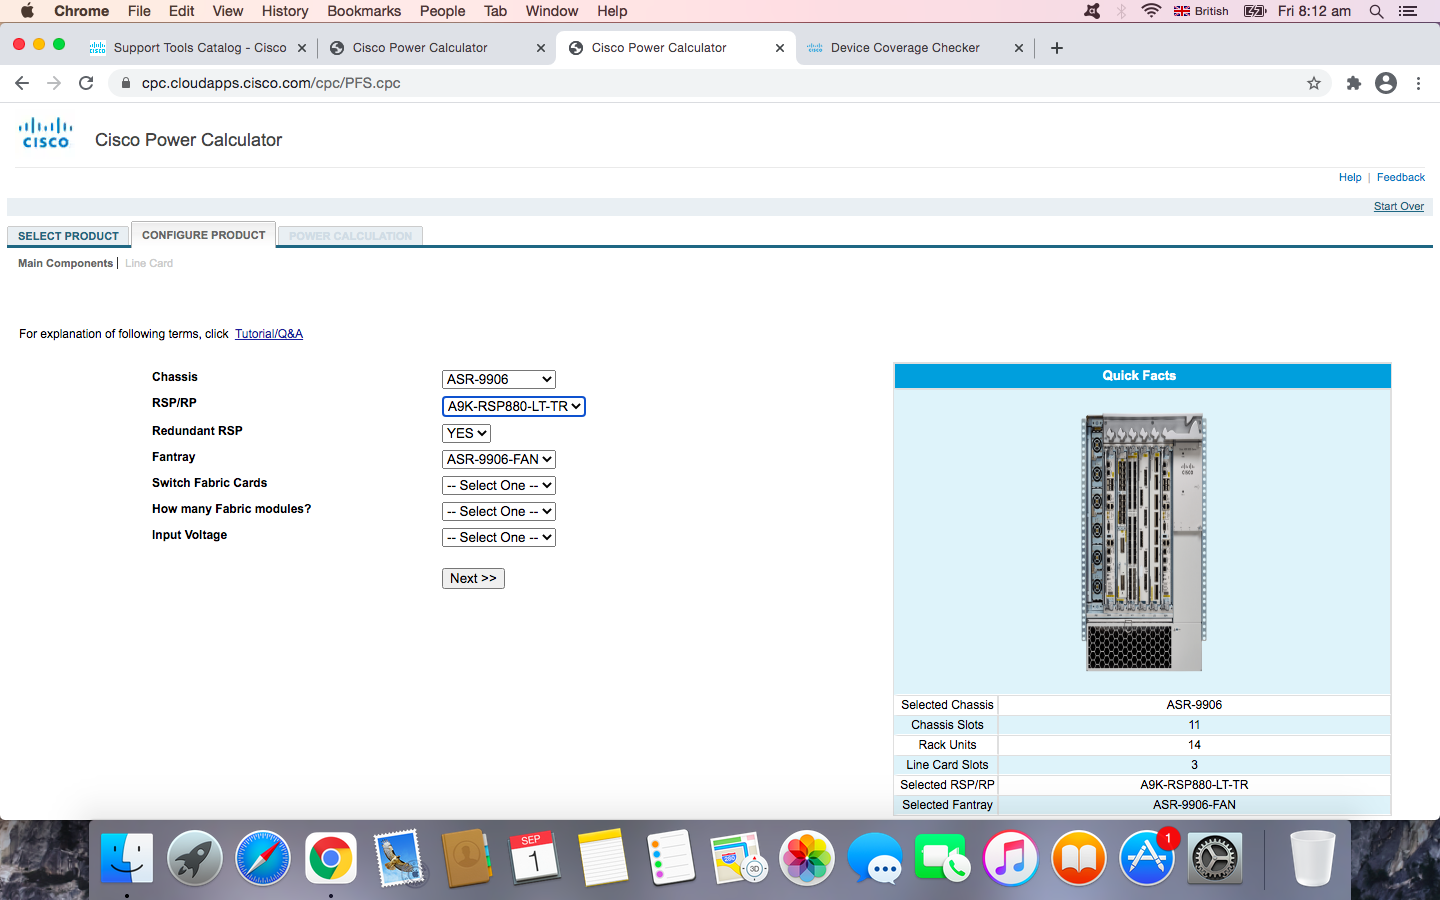 Chrome File Edit View History Bookmarks People Tab Window Help British Fri 8:12 am
Support Tools Catalog - Cisco Cisco Power Calculator Cisco Power Calculator Device Coverage Checker
cpc.cloudapps.cisco.com/cpc/PFS.cpc
CISCO Cisco Power Calculator
Help | Feedback
Start Over
SELECT PRODUCT CONFIGURE PRODUCT POWER CALCULATION
Main Components | Line Card
For explanation of following terms, click Tutorial/Q&A
Chassis ASR-9906
RSP/RP A9K-RSP880-LT-TR
Redundant RSP YES
Fantray ASR-9906-FAN
Switch Fabric Cards -- Select One --
How many Fabric modules? -- Select One --
Input Voltage -- Select One --
Next >>
Quick Facts
CISCO
Selected Chassis ASR-9906
Chassis Slots 11
Rack Units 14
Line Card Slots 3
Selected RSP/RP A9K-RSP880-LT-TR
Selected Fantray ASR-9906-FAN
SEP
1
280
3D
1